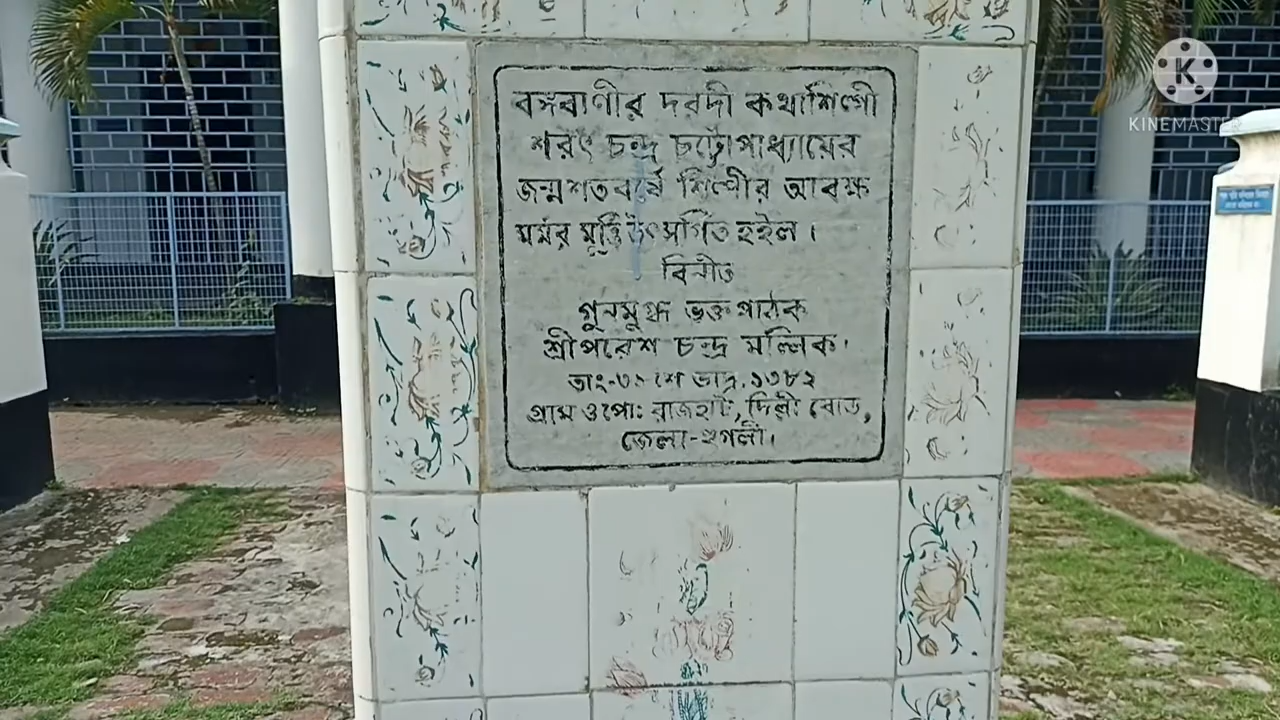 KINEMASTER
বঙ্গবাণীর দরদী কথাশিল্পী
শরৎ চন্দ্র চট্টোপাধ্যায়ের
জন্মশতবর্ষে শিল্পীর আবক্ষ
মর্মর মূর্ত্তি উৎসর্গিত হইল।
বিনীত
গুনমুগ্ধ ভক্ত পাঠক
শ্রীপরেশ চন্দ্র মল্লিক।
তাং-৩১ শে ভাদ্র, ১৩৮২
গ্রাম ও পো: রাজহাট, দিল্লী রোড,
জেলা-হুগলী।